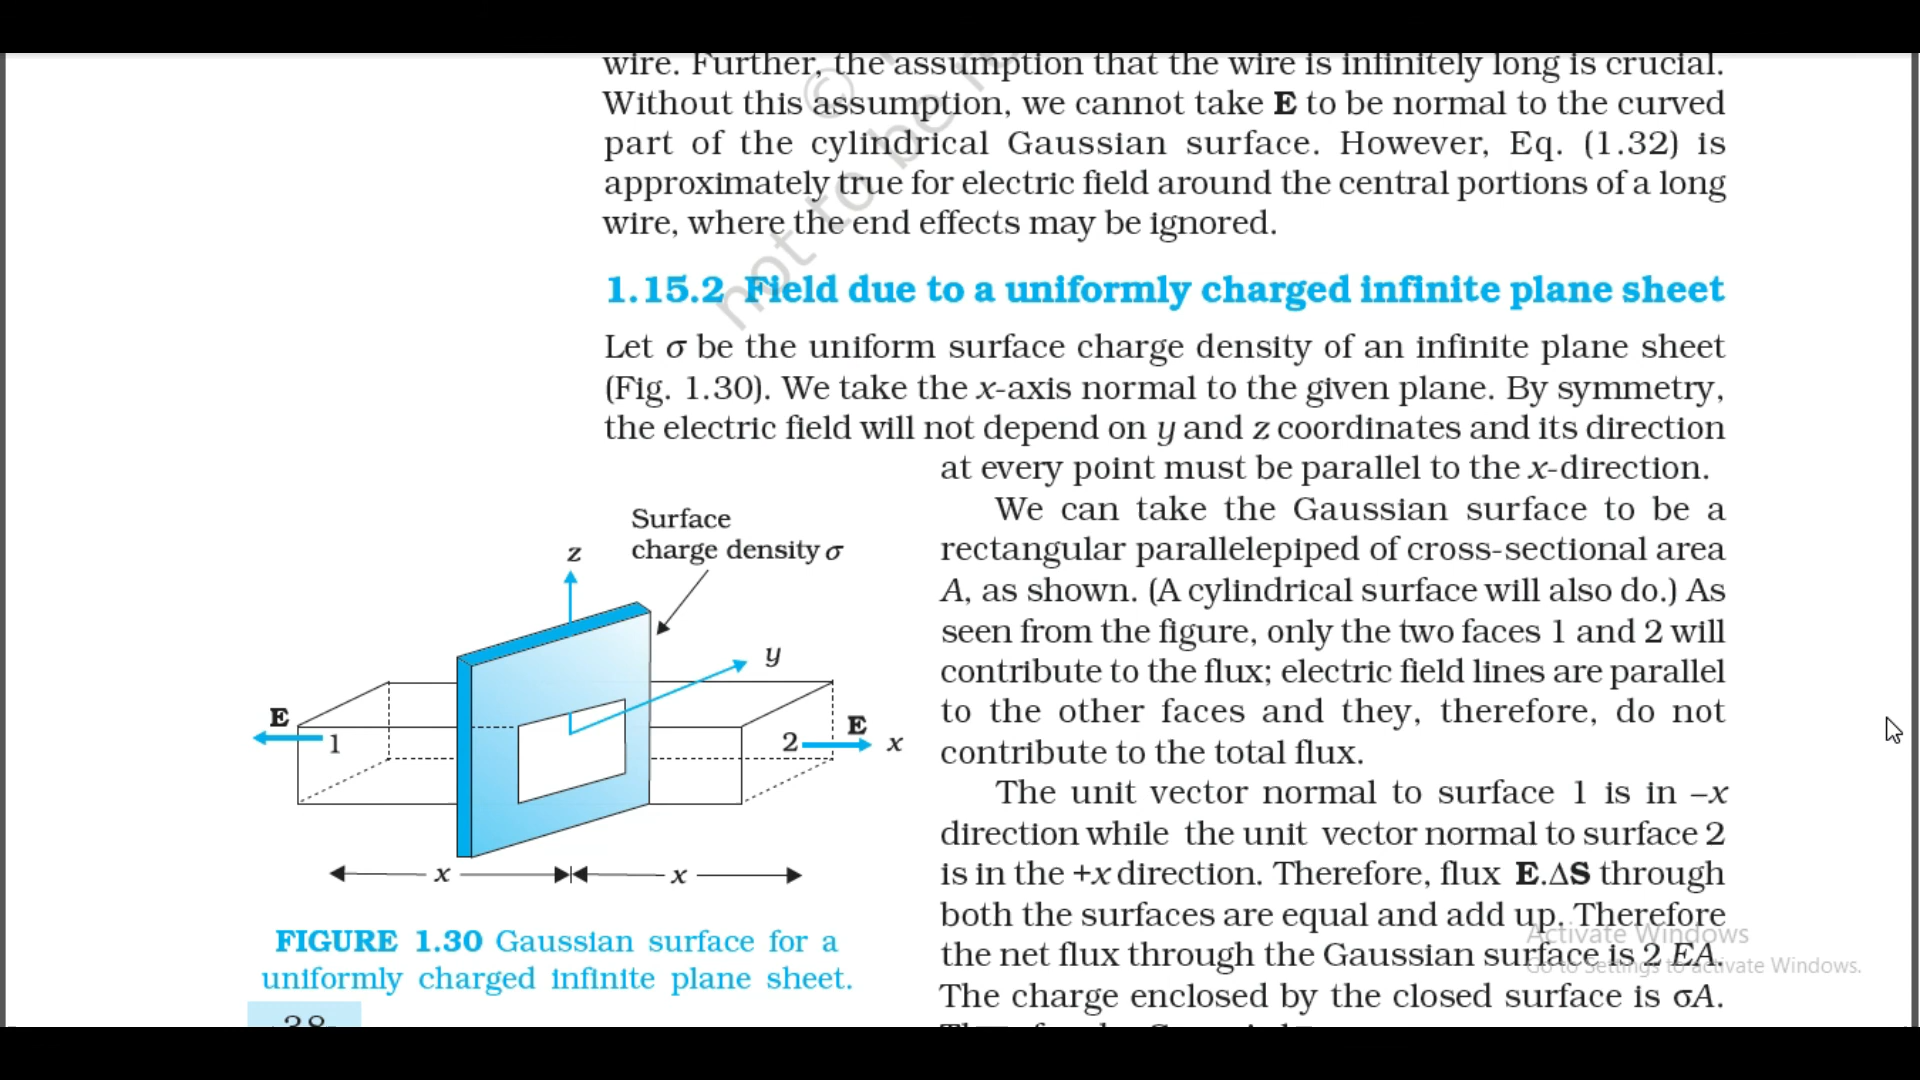 wire. Further, the assumption that the wire is infinitely long is crucial.
Without this assumption, we cannot take E to be normal to the curved
part of the cylindrical Gaussian surface. However, Eq. (1.32) is
approximately true for electric field around the central portions of a long
wire, where the end effects may be ignored.
1.15.2 Field due to a uniformly charged infinite plane sheet
Let σ be the uniform surface charge density of an infinite plane sheet
(Fig. 1.30). We take the x-axis normal to the given plane. By symmetry,
the electric field will not depend on y and z coordinates and its direction
at every point must be parallel to the x-direction.
We can take the Gaussian surface to be a
rectangular parallelepiped of cross-sectional area
A, as shown. (A cylindrical surface will also do.) As
seen from the figure, only the two faces 1 and 2 will
contribute to the flux; electric field lines are parallel
to the other faces and they, therefore, do not
contribute to the total flux.
The unit vector normal to surface 1 is in –x
direction while the unit vector normal to surface 2
is in the +x direction. Therefore, flux E.ΔS through
both the surfaces are equal and add up. Therefore
the net flux through the Gaussian surface is 2 EA.
The charge enclosed by the closed surface is σA.
Surface
charge density σ
z
y
E
1
2
E
x
x
x
FIGURE 1.30 Gaussian surface for a
uniformly charged infinite plane sheet.
38
©
not to be
Activate Windows
Go to Settings to activate Windows.